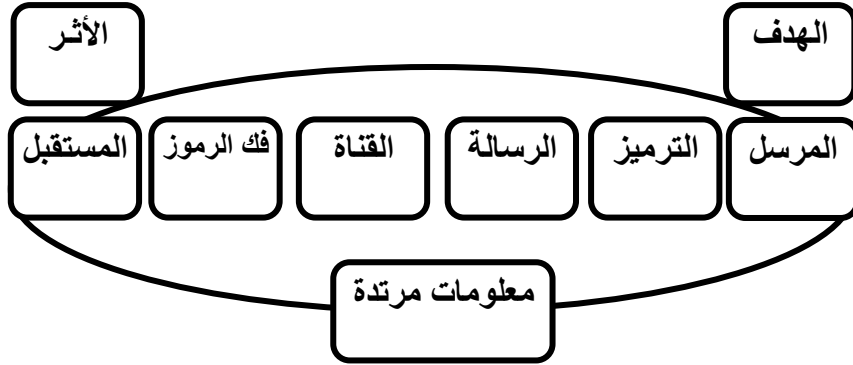 الهدف
الأثر
المرسل
الترميز
الرسالة
القناة
فك الرموز
المستقبل
معلومات مرتدة